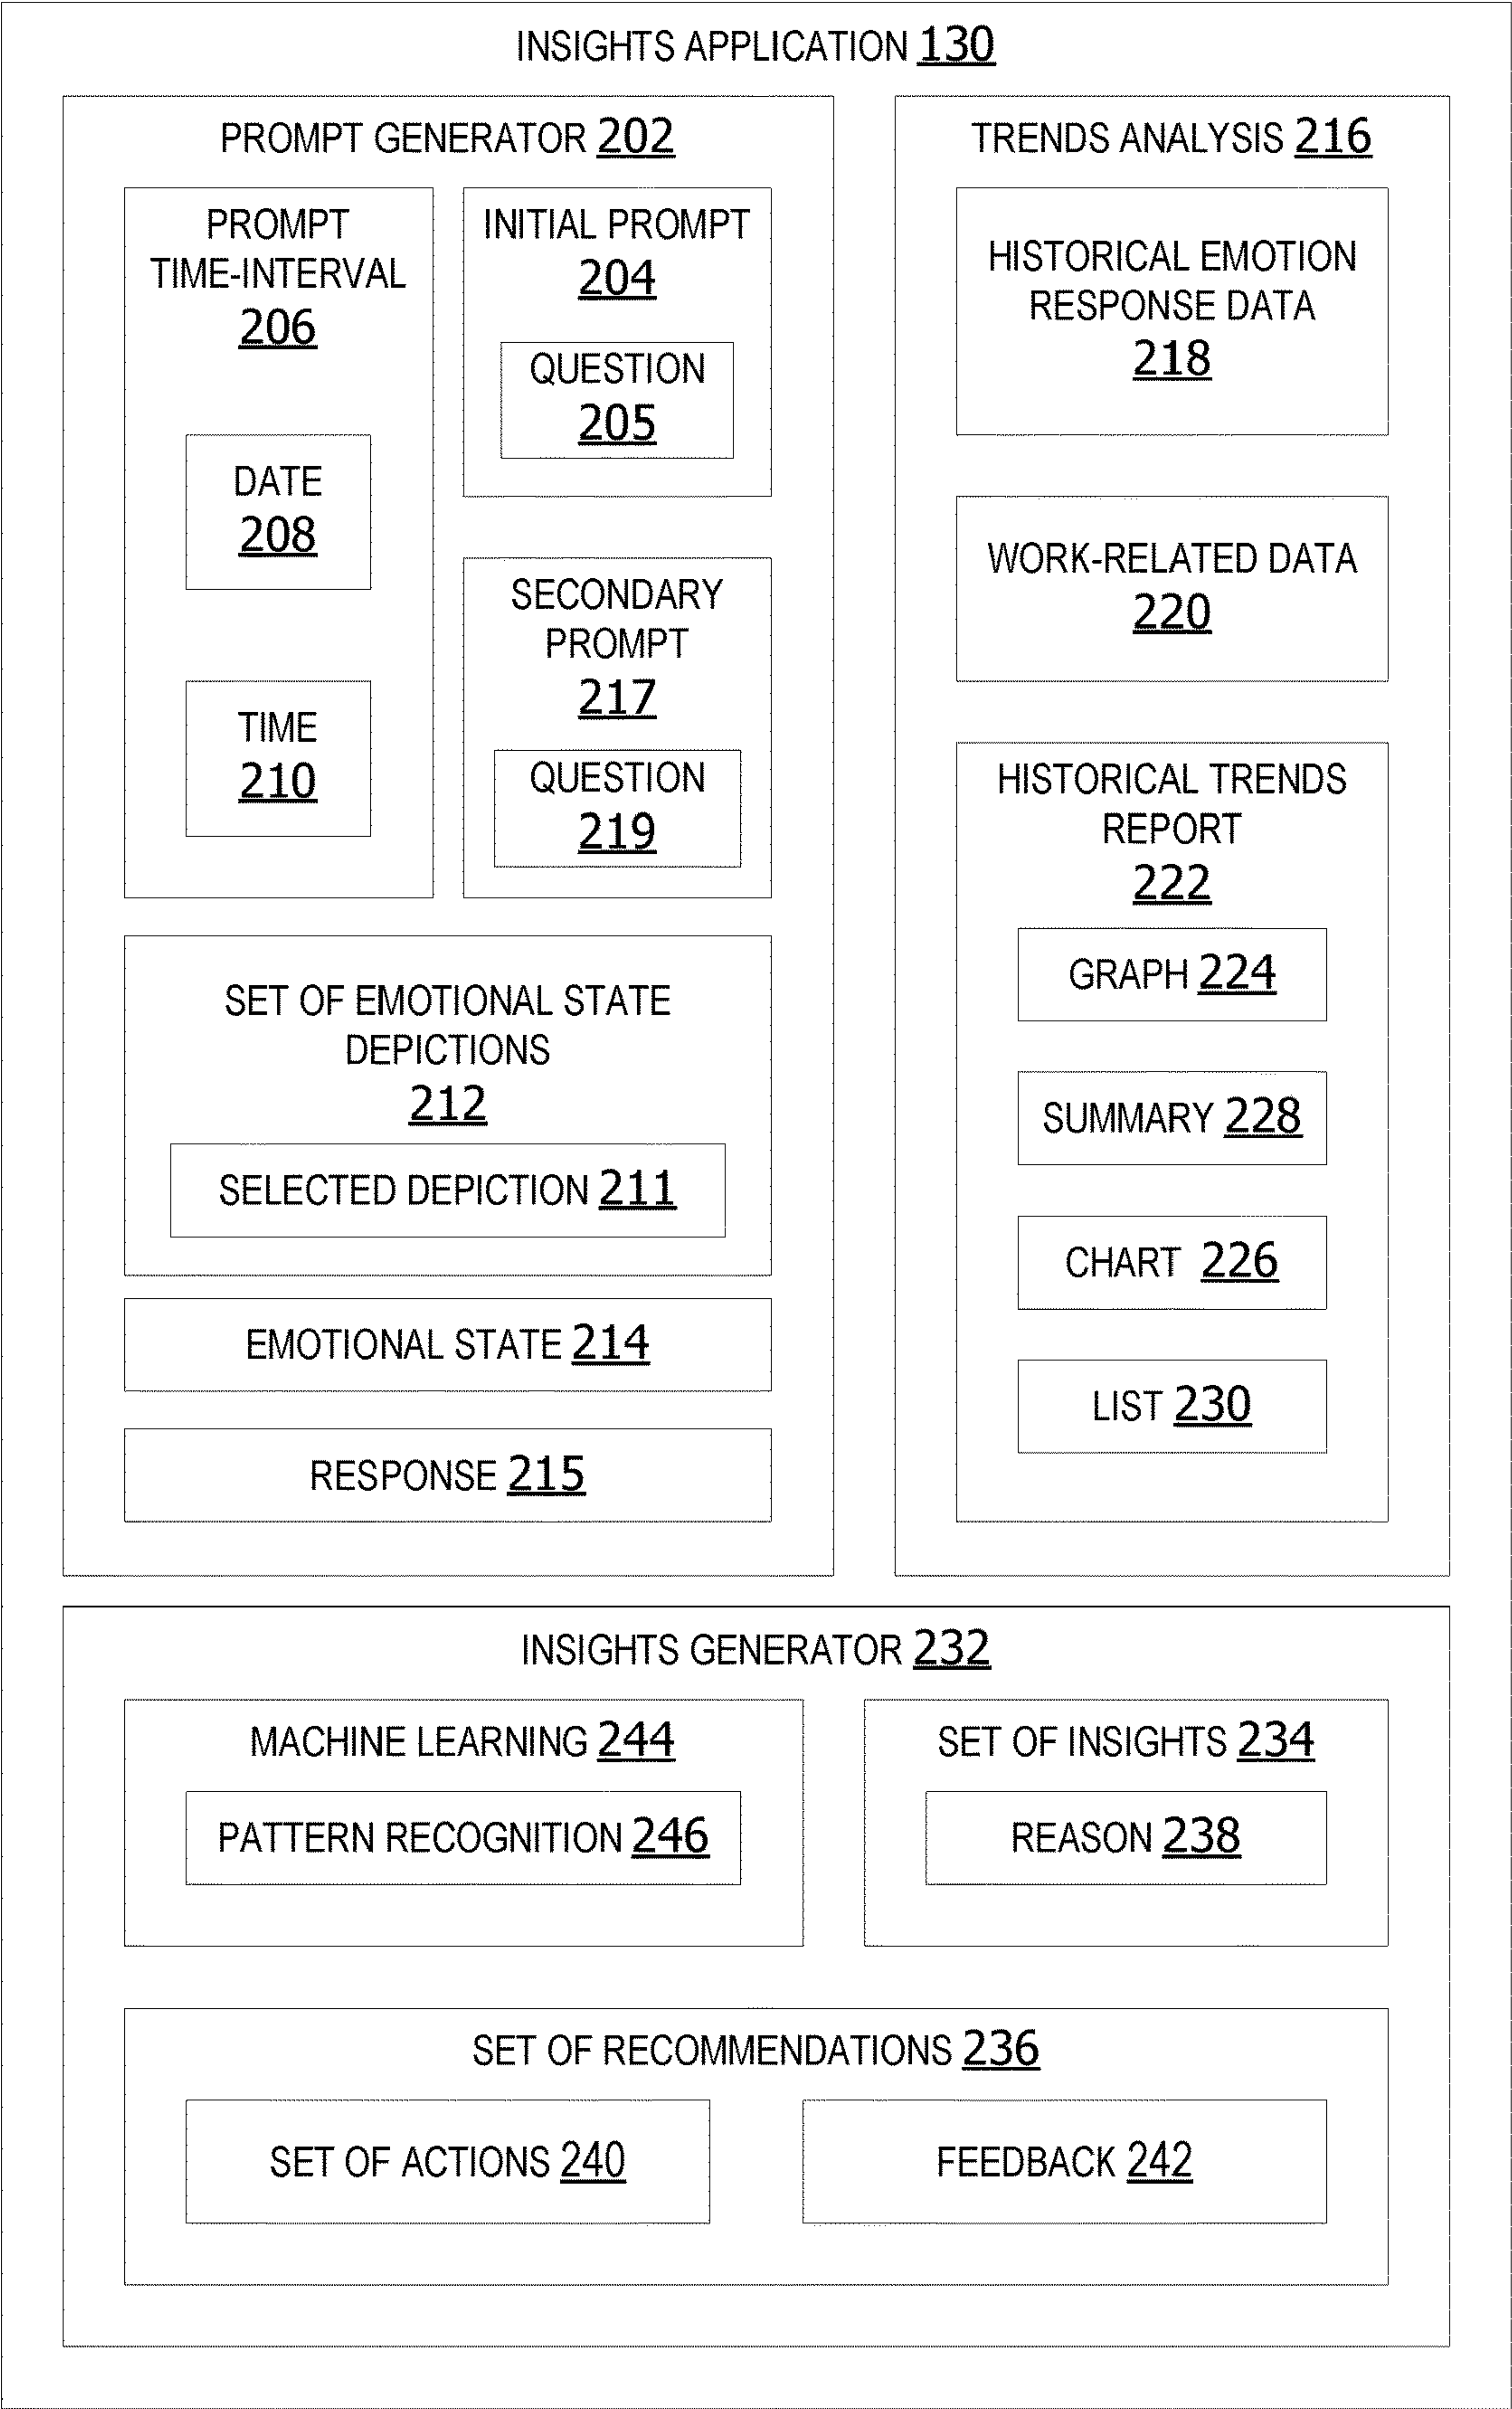 INSIGHTS APPLICATION 130
PROMPT GENERATOR 202
PROMPT
TIME-INTERVAL
206
DATE
208
TIME
210
INITIAL PROMPT
204
QUESTION
205
SECONDARY
PROMPT
217
QUESTION
219
SET OF EMOTIONAL STATE
DEPICTIONS
212
SELECTED DEPICTION 211
EMOTIONAL STATE 214
RESPONSE 215
TRENDS ANALYSIS 216
HISTORICAL EMOTION
RESPONSE DATA
218
WORK-RELATED DATA
220
HISTORICAL TRENDS
REPORT
222
GRAPH 224
SUMMARY 228
CHART 226
LIST 230
INSIGHTS GENERATOR 232
MACHINE LEARNING 244
PATTERN RECOGNITION 246
SET OF INSIGHTS 234
REASON 238
SET OF RECOMMENDATIONS 236
SET OF ACTIONS 240
FEEDBACK 242